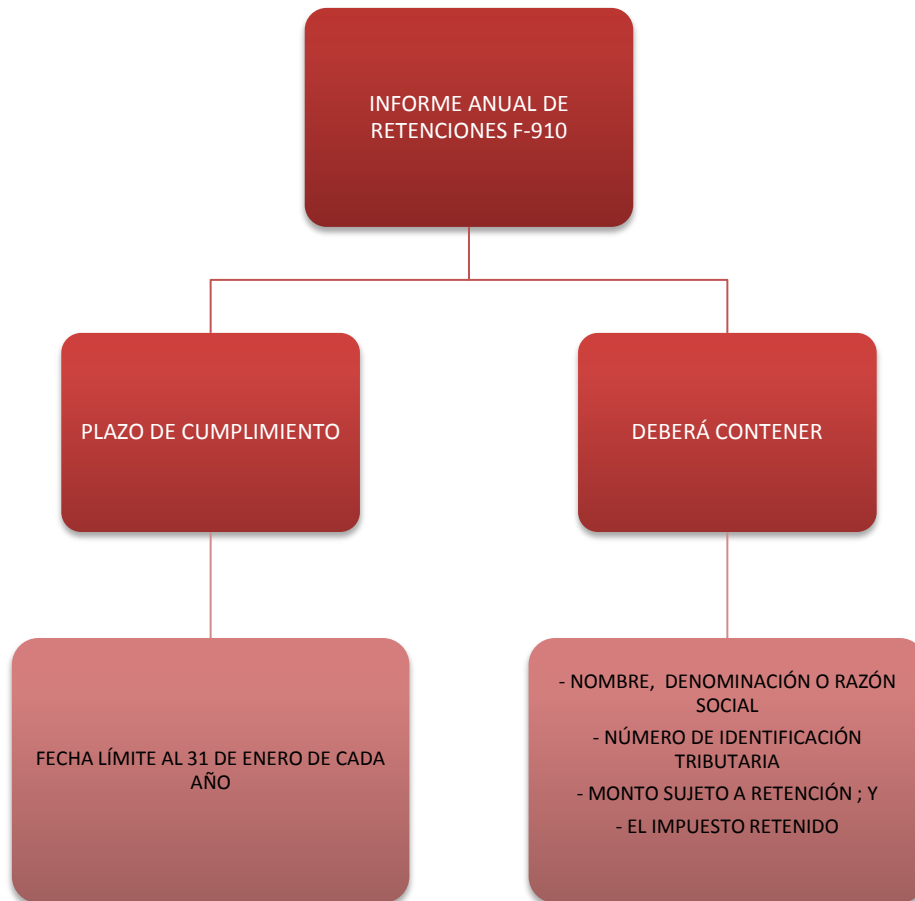 INFORME ANUAL DE
RETENCIONES F-910
PLAZO DE CUMPLIMIENTO
DEBERÁ CONTENER
FECHA LÍMITE AL 31 DE ENERO DE CADA
AÑO
- NOMBRE, DENOMINACIÓN O RAZÓN
SOCIAL
- NÚMERO DE IDENTIFICACIÓN
TRIBUTARIA
- MONTO SUJETO A RETENCIÓN ; Y
- EL IMPUESTO RETENIDO